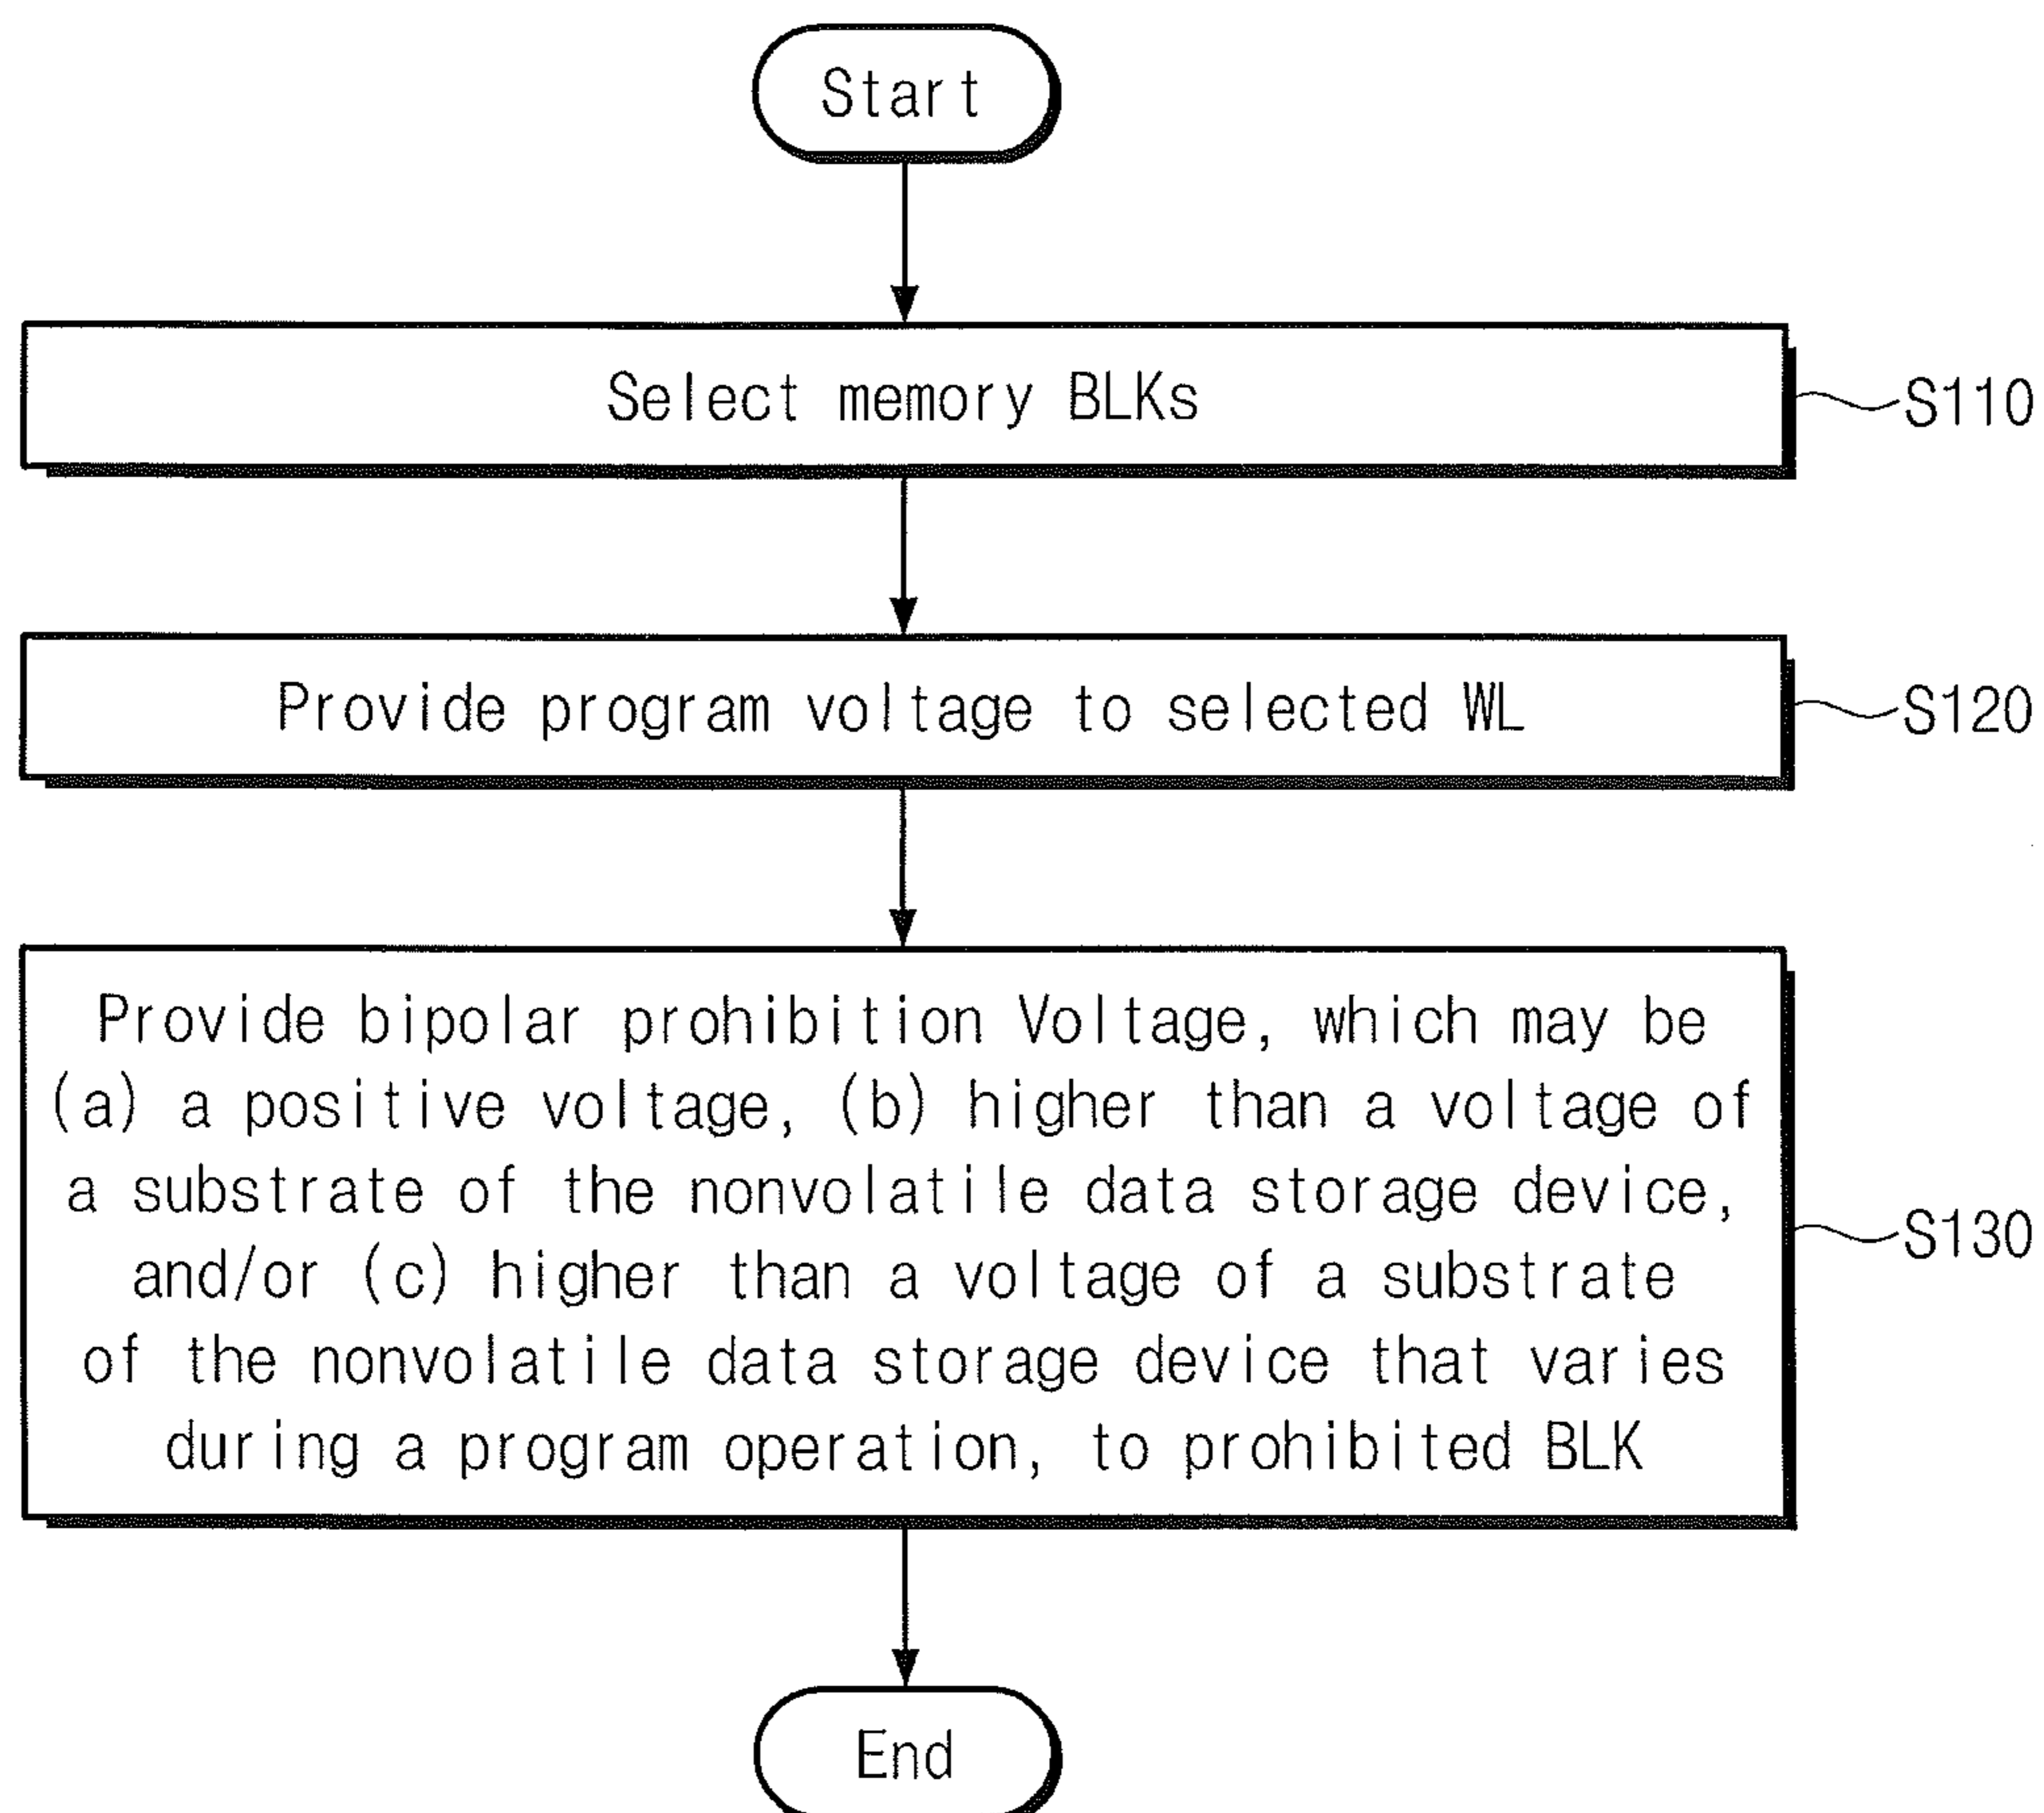 Start
Select memory BLKs
S110
Provide program voltage to selected WL
S120
Provide bipolar prohibition Voltage, which may be
(a) a positive voltage, (b) higher than a voltage of
a substrate of the nonvolatile data storage device,
and/or (c) higher than a voltage of a substrate
of the nonvolatile data storage device that varies
during a program operation, to prohibited BLK
S130
End